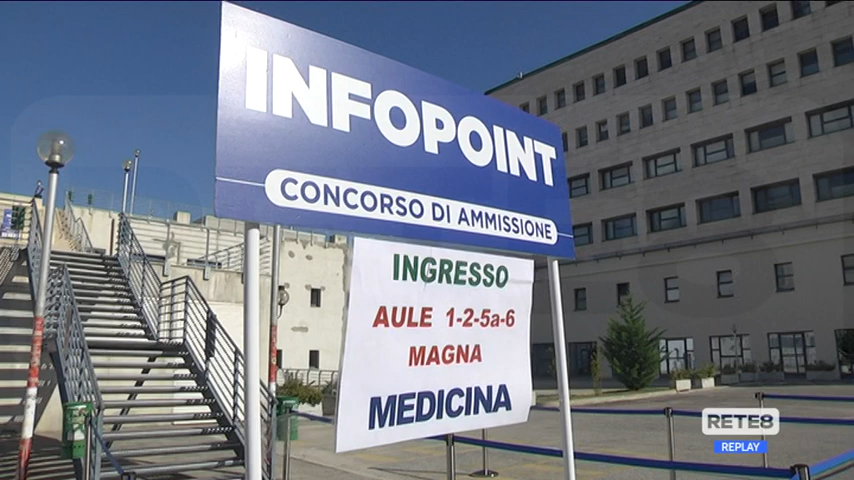 INFOPOINT
CONCORSO DI AMMISSIONE
INGRESSO
AULE 1-2-5a-6
MAGNA
MEDICINA
RETE8
REPLAY